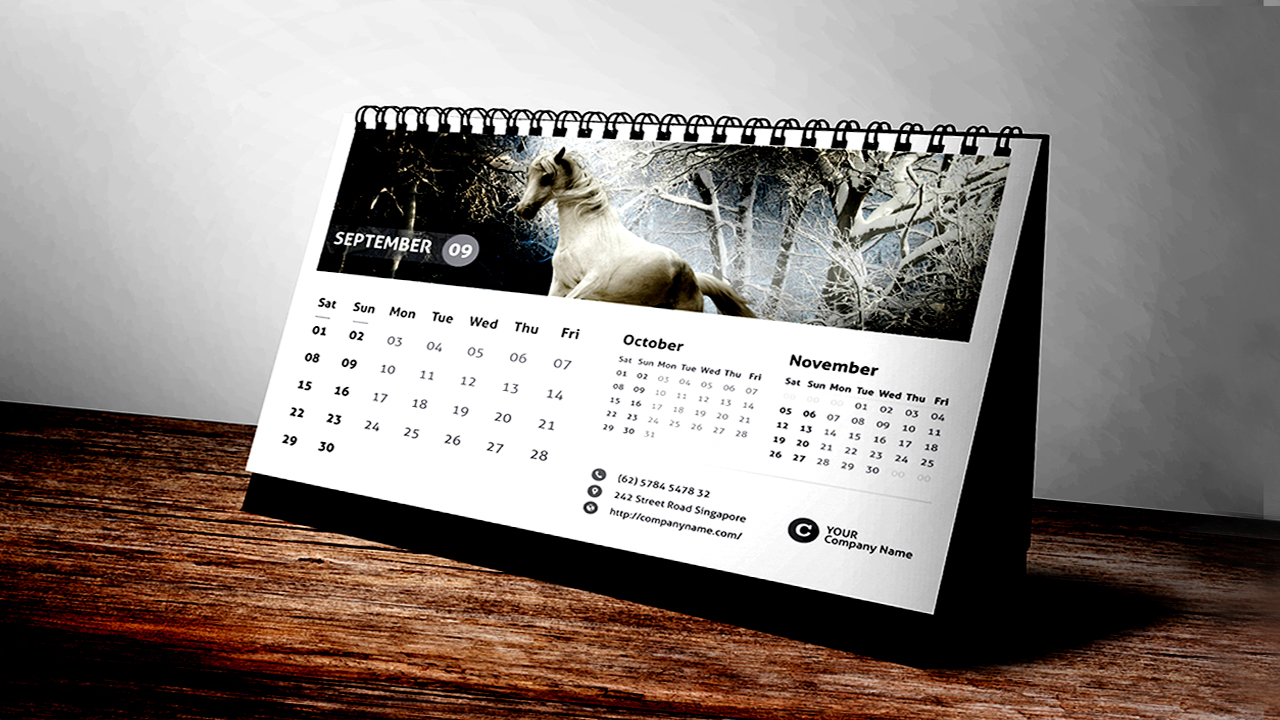 SEPTEMBER 09
Sat Sun Mon Tue Wed Thu Fri
01 02 03 04 05 06 07
08 09 10 11 12 13 14
15 16 17 18 19 20 21
22 23 24 25 26 27 28
29 30
October
Sat Sun Mon Tue Wed Thu Fri
01 02 03 04 05 06 07
08 09 10 11 12 13 14
15 16 17 18 19 20 21
22 23 24 25 26 27 28
29 30 31
November
Sat Sun Mon Tue Wed Thu Fri
00 00 00 01 02 03 04
05 06 07 08 09 10 11
12 13 14 15 16 17 18
19 20 21 22 23 24 25
26 27 28 29 30 00 00
(62) 5784 5478 32
242 Street Road Singapore
http://companyname.com/
C YOUR
Company Name